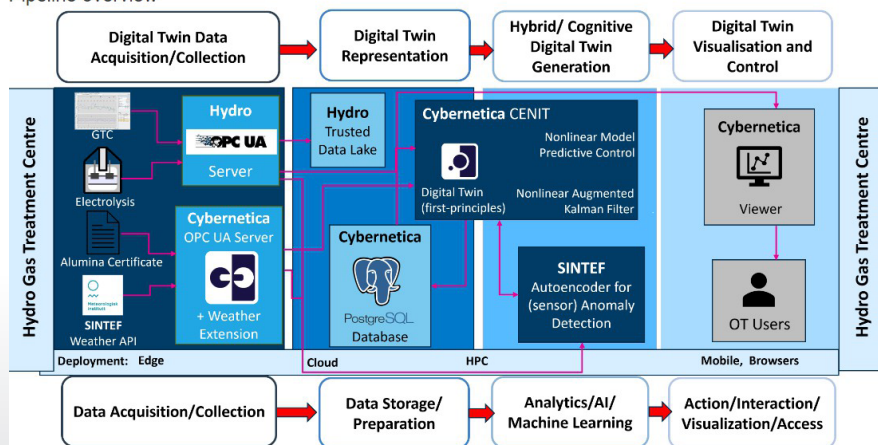 Pipeline overview
Digital Twin Data
Acquisition/Collection
Digital Twin
Representation
Hybrid/ Cognitive
Digital Twin
Generation
Digital Twin
Visualisation and
Control
Hydro Gas Treatment Centre
GTC
Electrolysis
Alumina Certificate
Meteorologisk
institutt
SINTEF
Weather API
Hydro
OPC UA
Server
Cybernetica
OPC UA Server
+ Weather
Extension
Hydro
Trusted
Data Lake
Cybernetica
PostgreSQL
Database
Cybernetica CENIT
Nonlinear Model
Predictive Control
Digital Twin
(first-principles)
Nonlinear Augmented
Kalman Filter
SINTEF
Autoencoder for
(sensor) Anomaly
Detection
Cybernetica
Viewer
OT Users
Hydro Gas Treatment Centre
Deployment: Edge
Cloud
HPC
Mobile, Browsers
Data Acquisition/Collection
Data Storage/
Preparation
Analytics/AI/
Machine Learning
Action/Interaction/
Visualization/Access